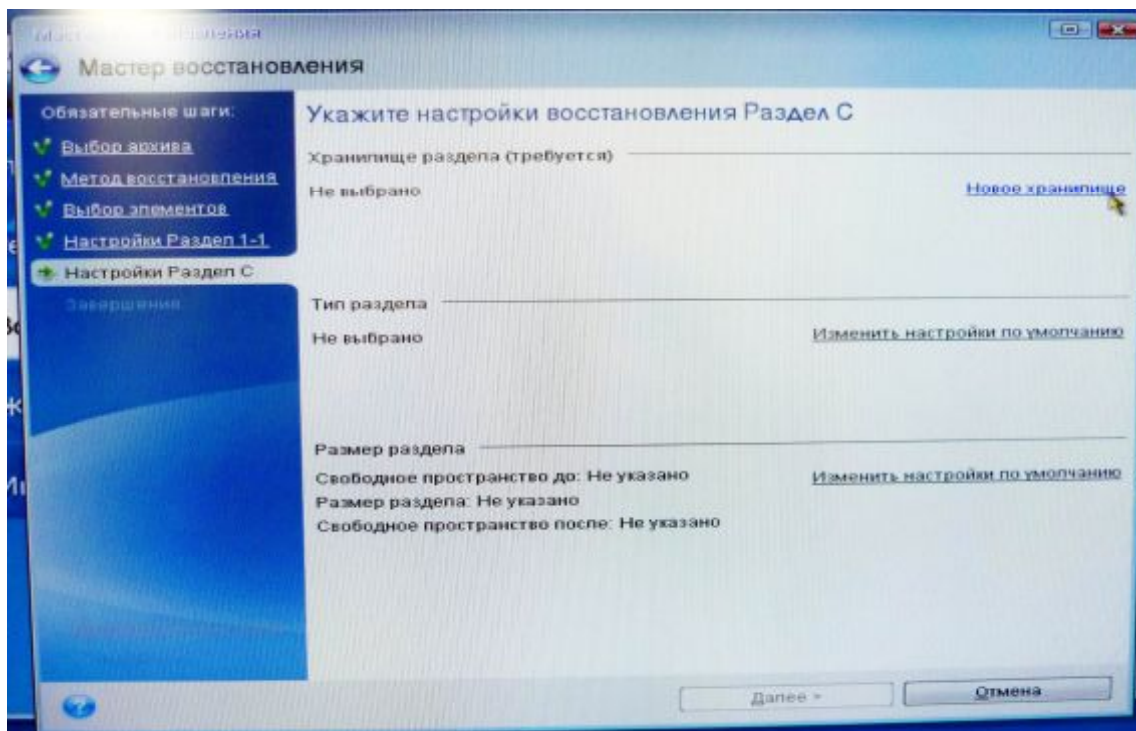 Мастер восстановления
Обязательные шаги:
Выбор архива
Метод восстановления
Выбор элементов
Настройки Раздел 1-1
Настройки Раздел C
Завершение
Укажите настройки восстановления Раздел C
Хранилище раздела (требуется)
Не выбрано
Новое хранилище
Тип раздела
Не выбрано
Изменить настройки по умолчанию
Размер раздела
Свободное пространство до: Не указано
Изменить настройки по умолчанию
Размер раздела: Не указано
Свободное пространство после: Не указано
Далее >
Отмена